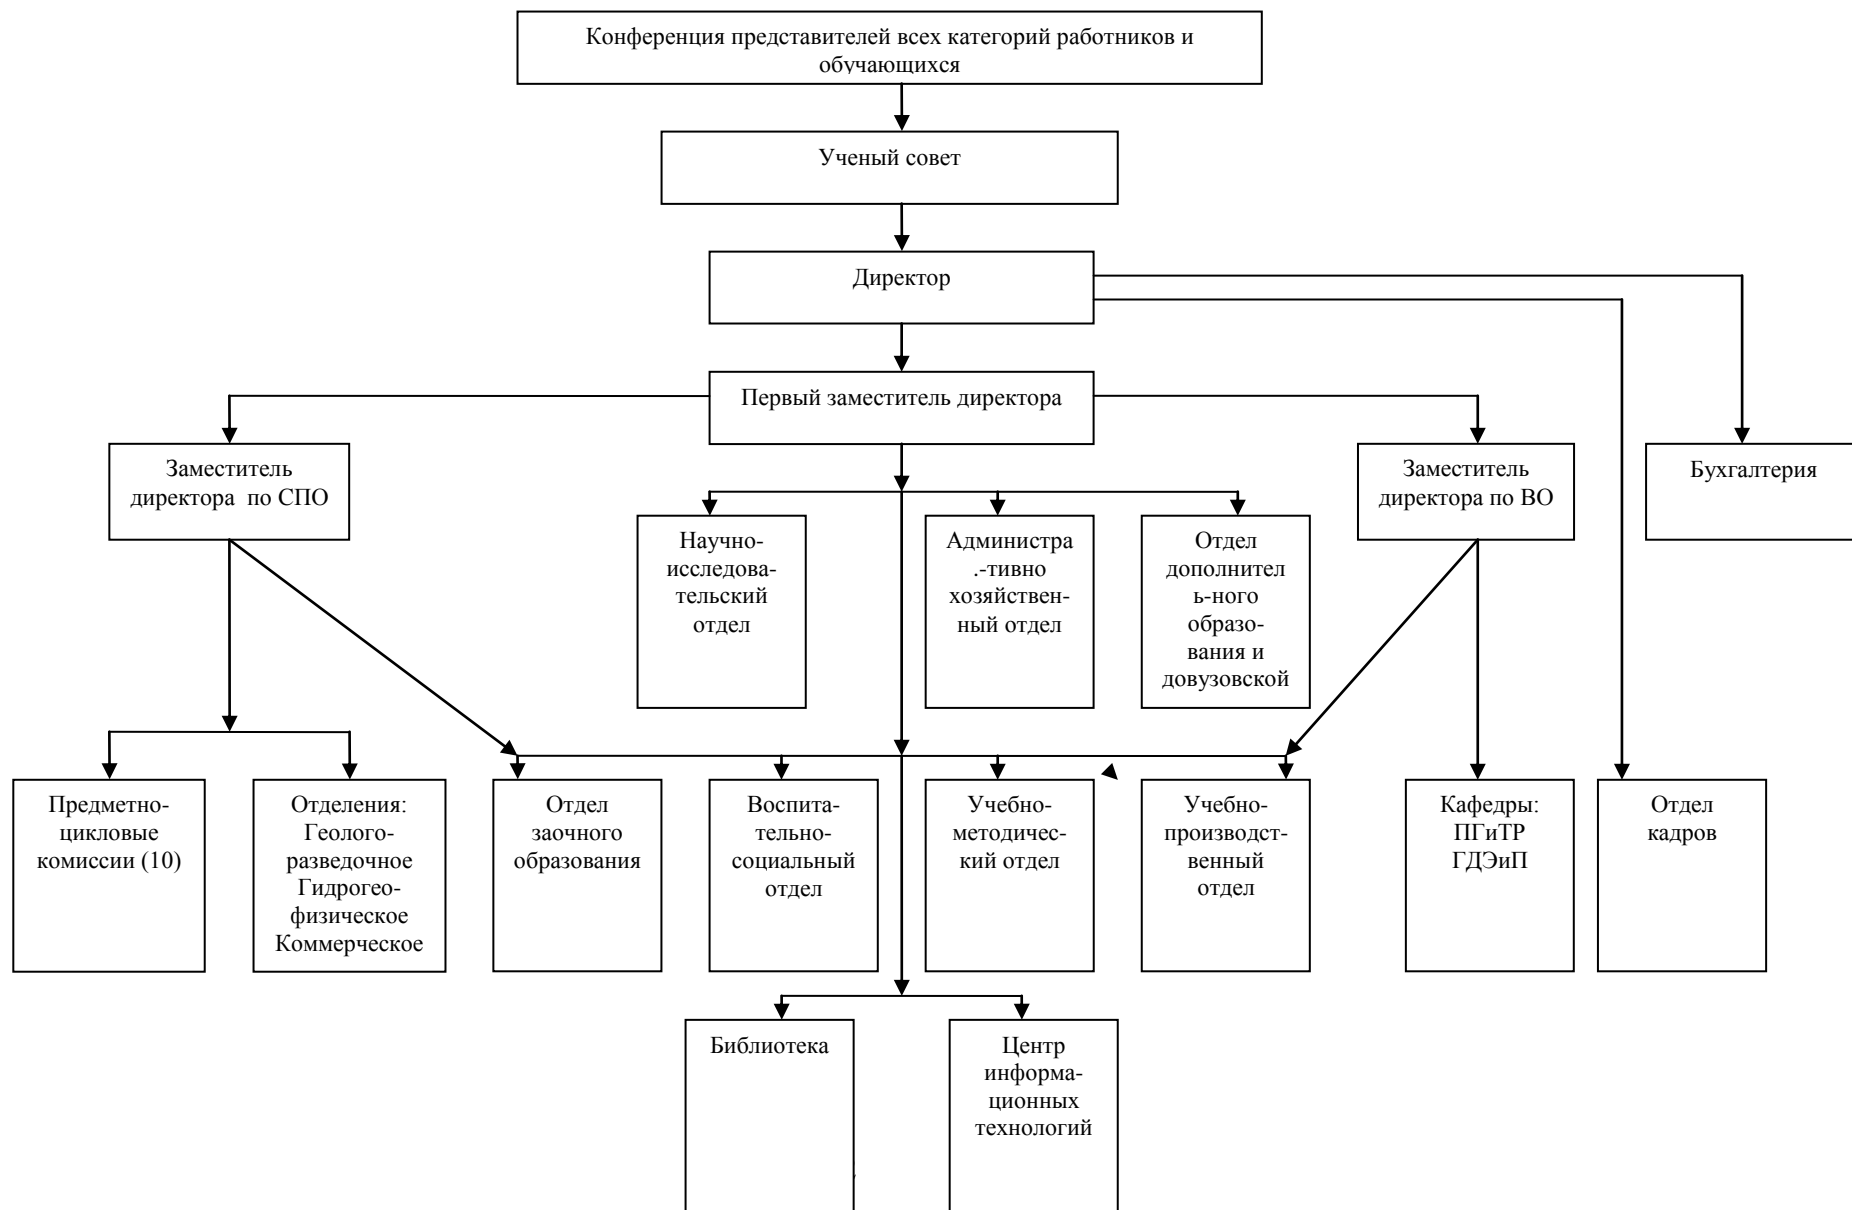 Конференция представителей всех категорий работников и
обучающихся
Ученый совет
Директор
Первый заместитель директора
Заместитель
директора по СПО
Заместитель
директора по ВО
Бухгалтерия
Научно-
исследова-
тельский
отдел
Администра
.-тивно
хозяйствен-
ный отдел
Отдел
дополнител
ь-ного
образо-
вания и
довузовской
Предметно-
цикловые
комиссии (10)
Отделения:
Геолого-
разведочное
Гидрогео-
физическое
Коммерческое
Отдел
заочного
образования
Воспита-
тельно-
социальный
отдел
Учебно-
методичес-
кий отдел
Учебно-
производст-
венный
отдел
Кафедры:
ПГиТР
ГДЭиП
Отдел
кадров
Библиотека
Центр
информа-
ционных
технологий